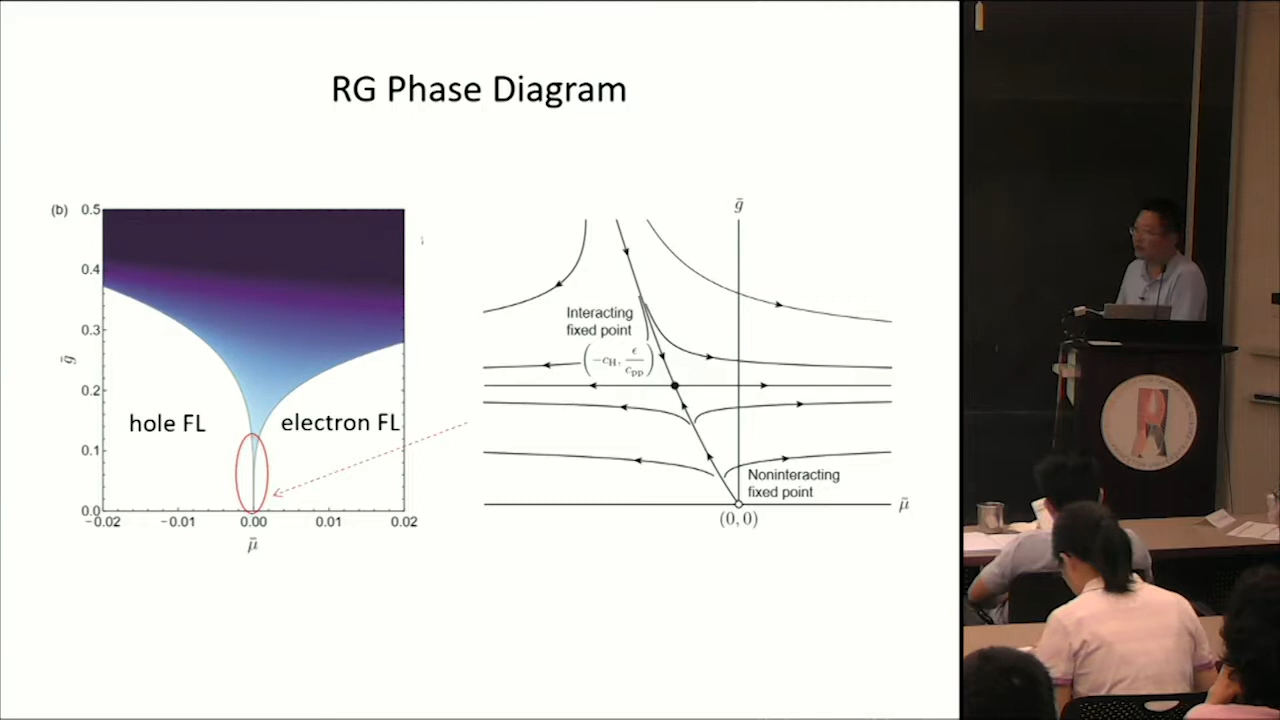 RG Phase Diagram
(b)
0.5
0.4
0.3
0.2
0.1
0.0
ḡ
hole FL
electron FL
−0.02
−0.01
0.00
0.01
0.02
μ̄
ḡ
Interacting
fixed point
(−c_H, ϵ/c_pp)
Noninteracting
fixed point
(0, 0)
μ̄